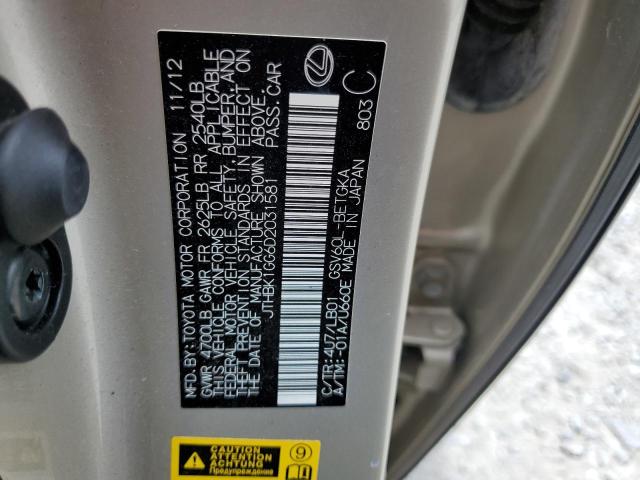 MFD.BY:TOYOTA MOTOR CORPORATION 11/12
GVWR 4700LB GAWR FR 2625LB RR 2540LB
THIS VEHICLE CONFORMS TO ALL APPLICABLE
FEDERAL MOTOR VEHICLE SAFETY, BUMPER, AND
THEFT PREVENTION STANDARDS IN EFFECT ON
THE DATE OF MANUFACTURE SHOWN ABOVE.
JTHBK1GG6D2031581 PASS.CAR
C/TR:4U7/LB01 GSV60L-BETGKA
A/TM:-01A/U660E MADE IN JAPAN 803 C
CAUTION
ATTENTION
ACHTUNG
Предупреждение
9